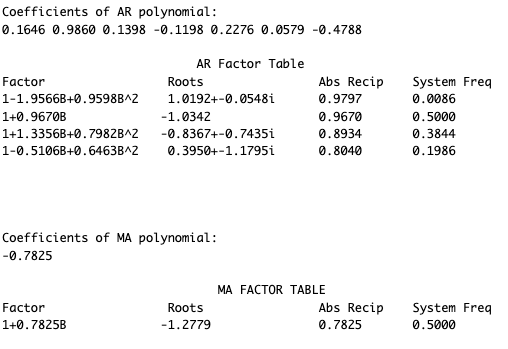 Coefficients of AR polynomial:
0.1646 0.9860 0.1398 -0.1198 0.2276 0.0579 -0.4788
AR Factor Table
Factor Roots Abs Recip System Freq
1-1.9566B+0.9598B^2 1.0192+-0.0548i 0.9797 0.0086
1+0.9670B -1.0342 0.9670 0.5000
1+1.3356B+0.7982B^2 -0.8367+-0.7435i 0.8934 0.3844
1-0.5106B+0.6463B^2 0.3950+-1.1795i 0.8040 0.1986
Coefficients of MA polynomial:
-0.7825
MA FACTOR TABLE
Factor Roots Abs Recip System Freq
1+0.7825B -1.2779 0.7825 0.5000